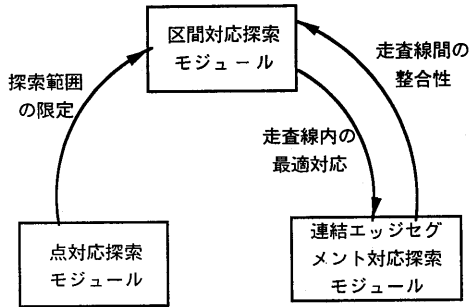 区間対応探索
モジュール
走査線間の
整合性
探索範囲
の限定
走査線内の
最適対応
点対応探索
モジュール
連結エッジセグ
メント対応探索
モジュール